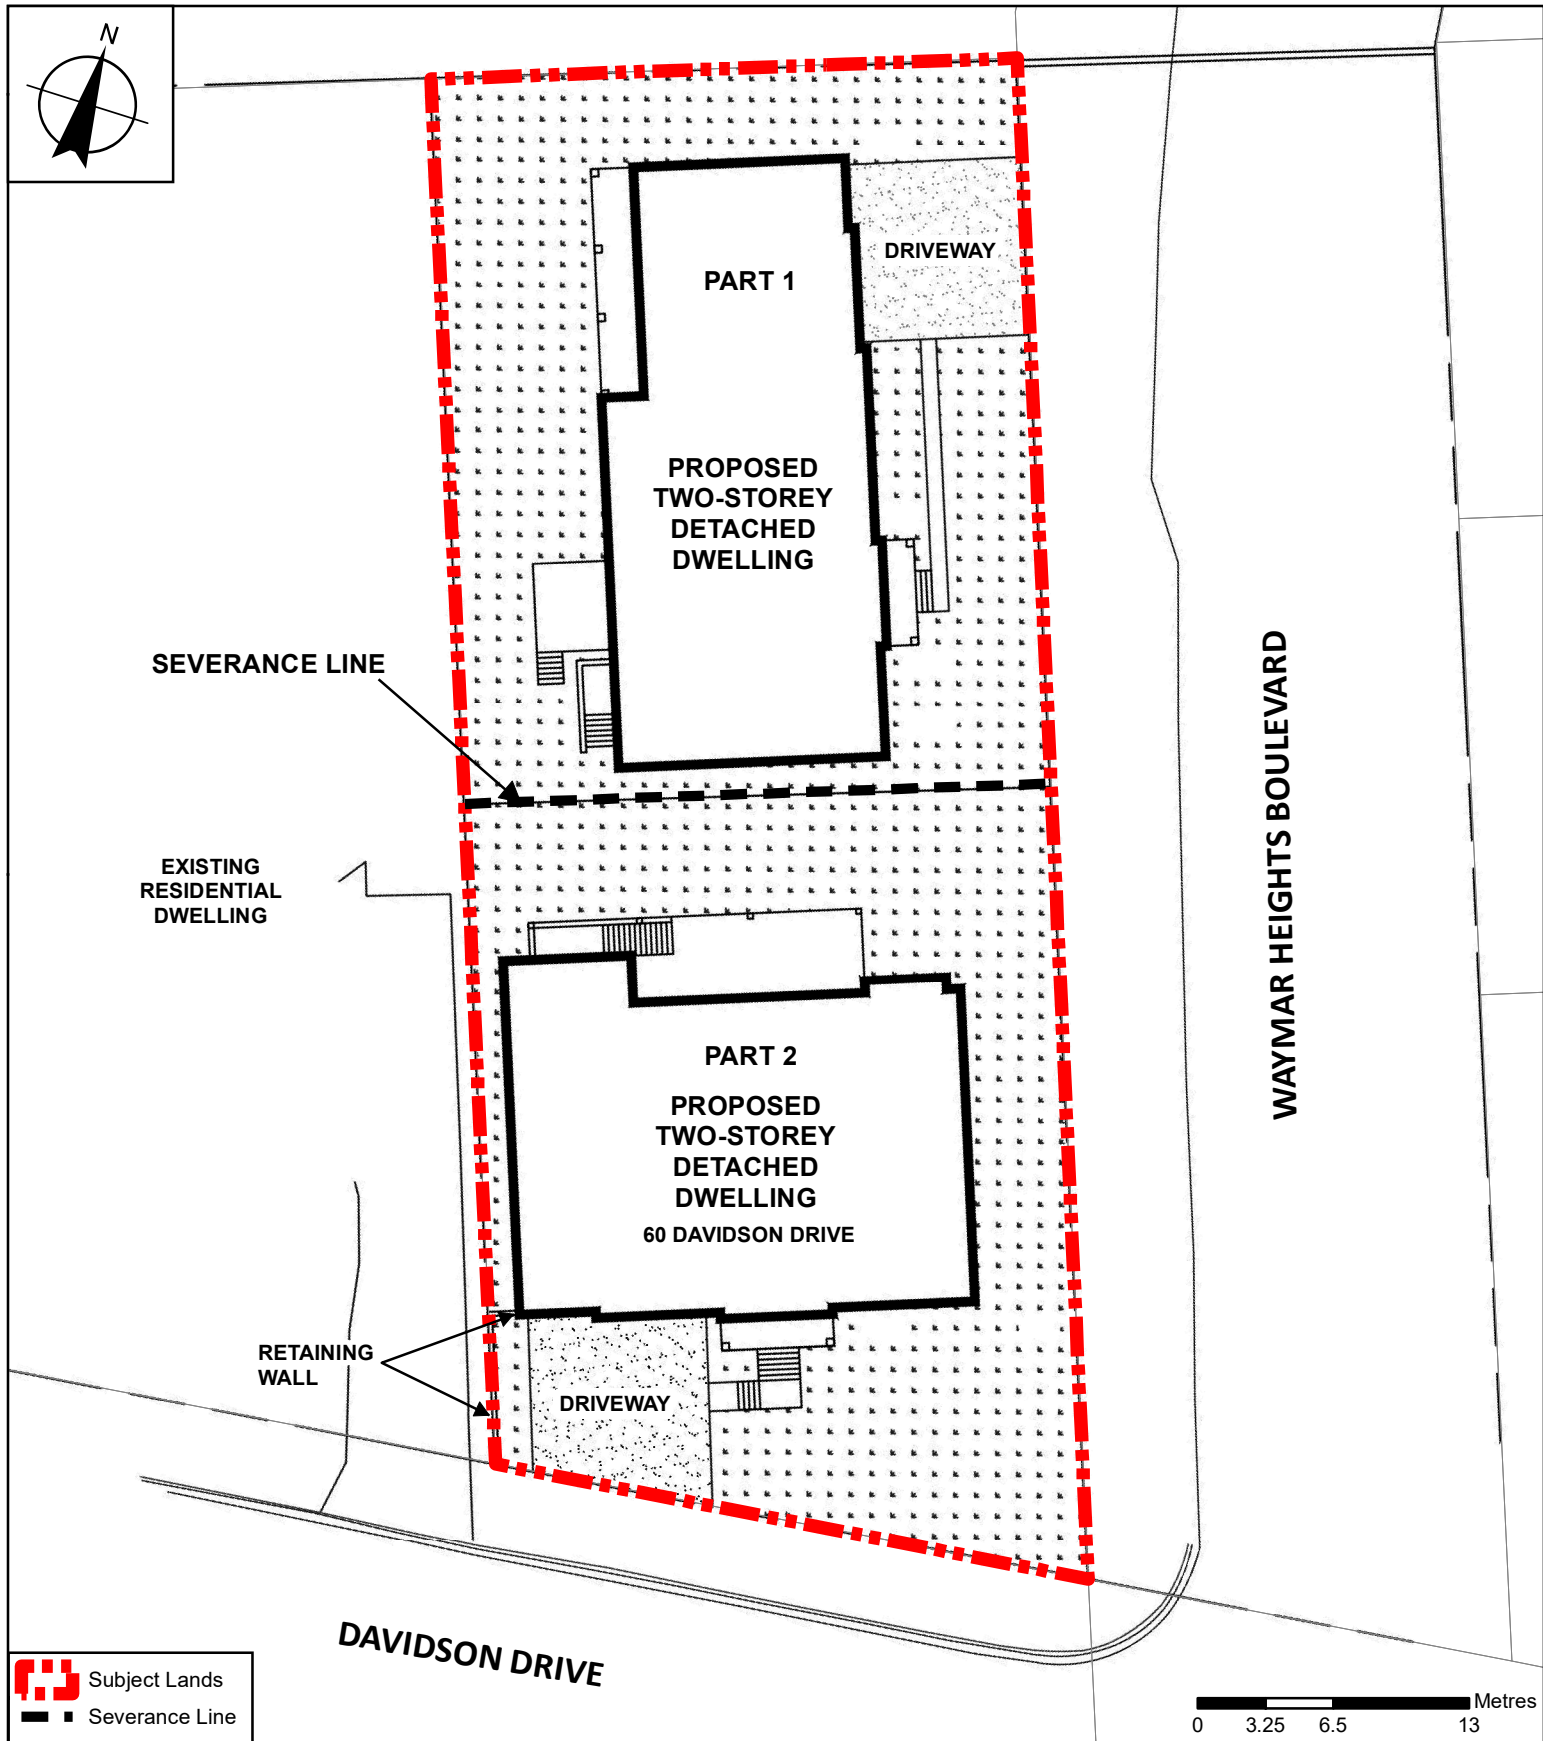 N
DRIVEWAY
PART 1
PROPOSED
TWO-STOREY
DETACHED
DWELLING
SEVERANCE LINE
WAYMAR HEIGHTS BOULEVARD
EXISTING
RESIDENTIAL
DWELLING
PART 2
PROPOSED
TWO-STOREY
DETACHED
DWELLING
60 DAVIDSON DRIVE
RETAINING
WALL
DRIVEWAY
DAVIDSON DRIVE
Subject Lands
Severance Line
Metres
0 3.25 6.5 13